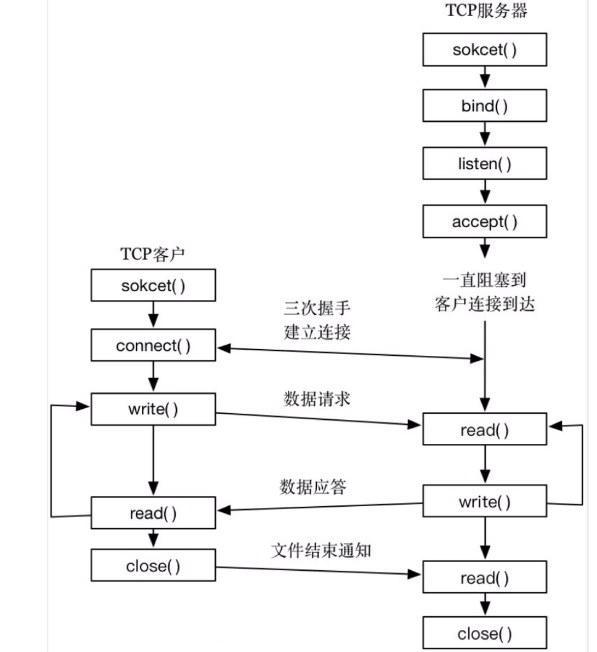 TCP服务器
sokcet()
bind()
listen()
accept()
一直阻塞到
客户连接到达
TCP客户
sokcet()
三次握手
建立连接
connect()
数据请求
write()
read()
数据应答
write()
read()
文件结束通知
close()
read()
close()